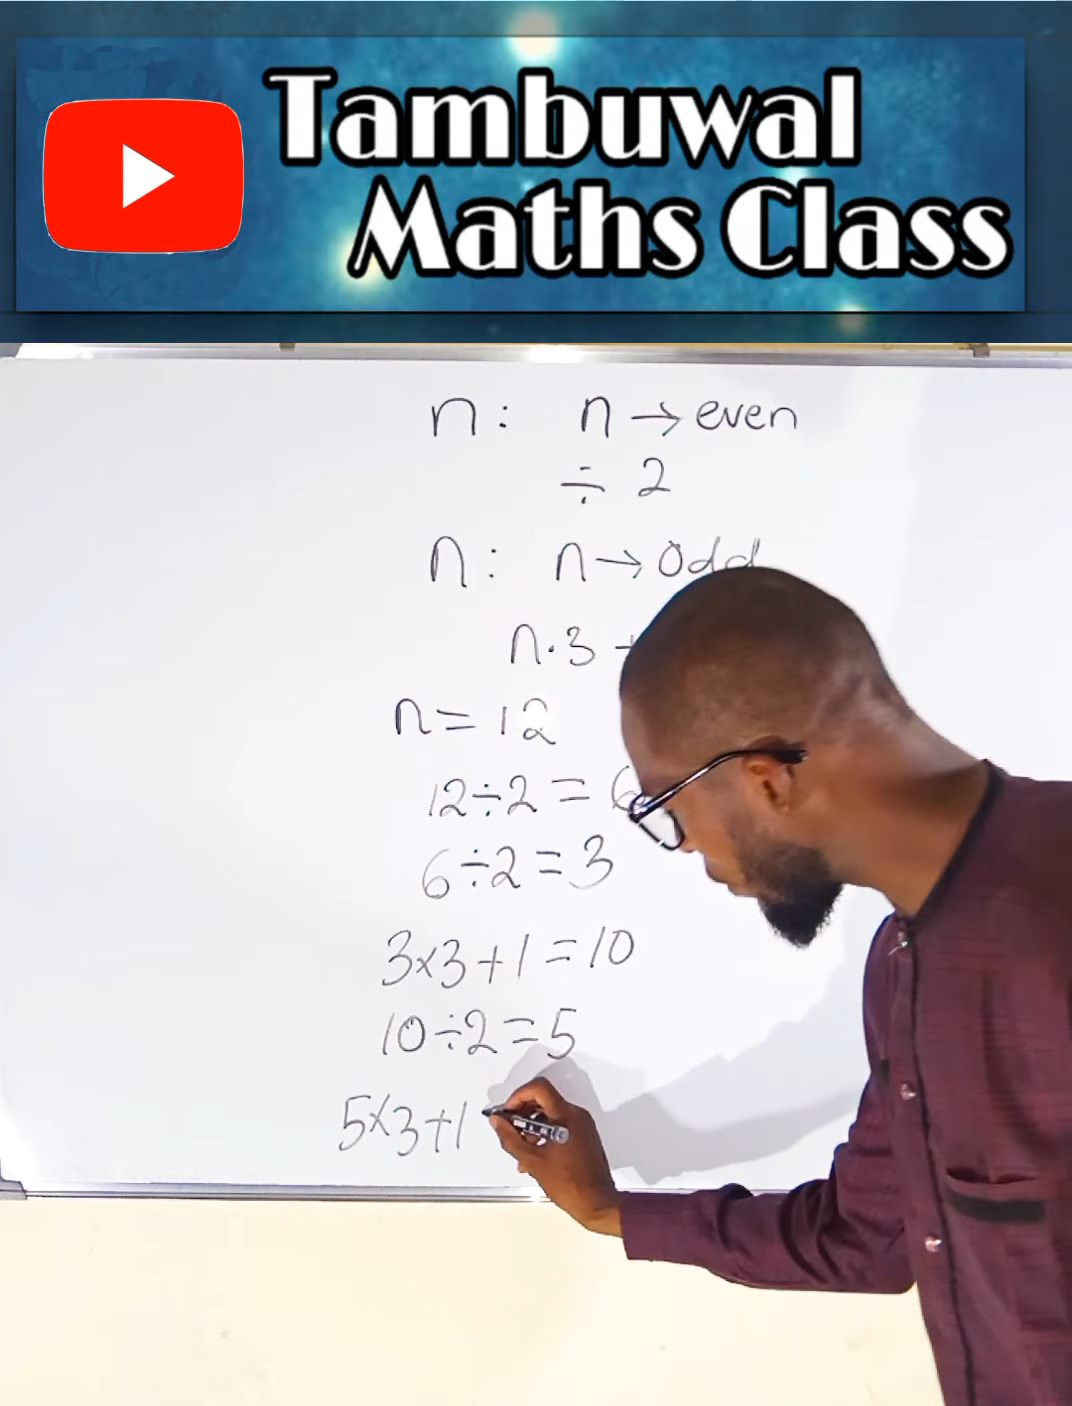 Tambuwal
Maths Class
n: n → even
÷ 2
n: n → Odd
n·3 +
n = 12
12÷2 = 6
6÷2 = 3
3×3+1 = 10
10÷2 = 5
5×3+1